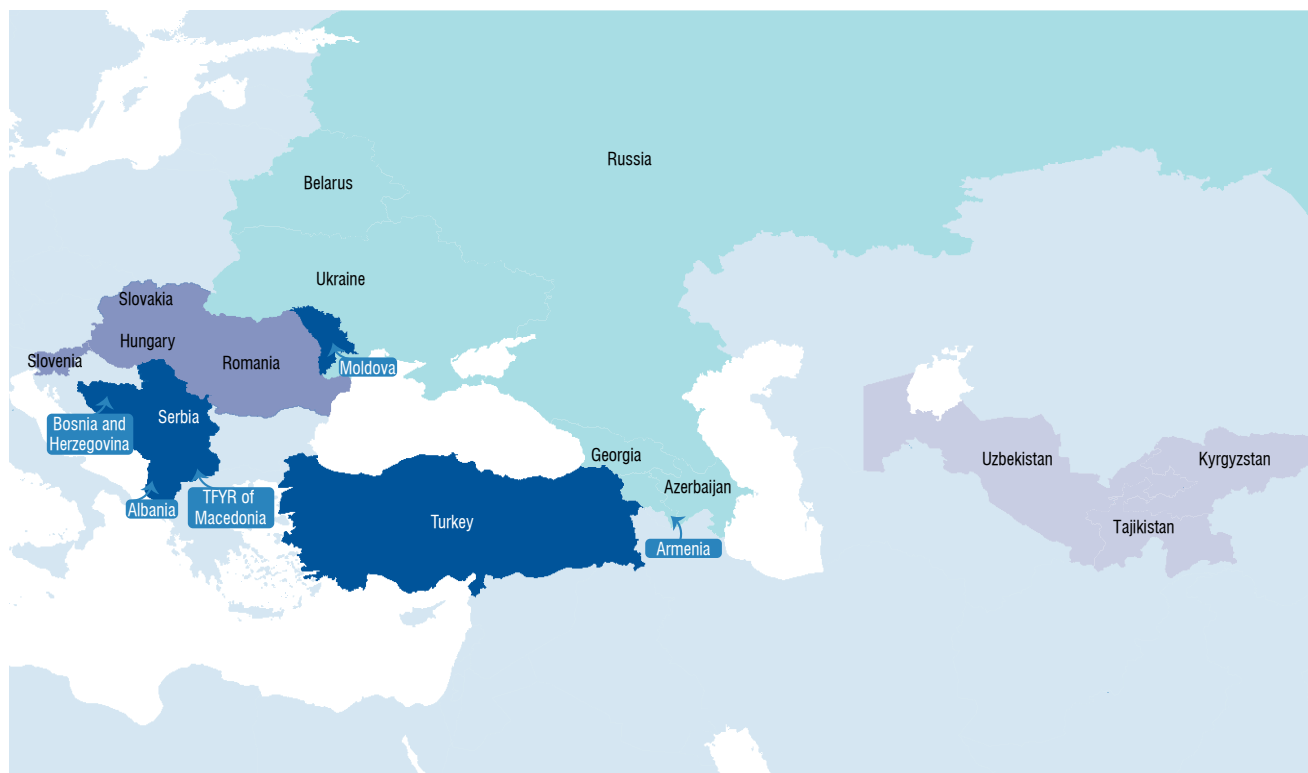 Russia
Belarus
Ukraine
Slovakia
Hungary
Slovenia
Romania
Moldova
Bosnia and
Herzegovina
Serbia
Albania
TFYR of
Macedonia
Turkey
Georgia
Azerbaijan
Armenia
Uzbekistan
Kyrgyzstan
Tajikistan